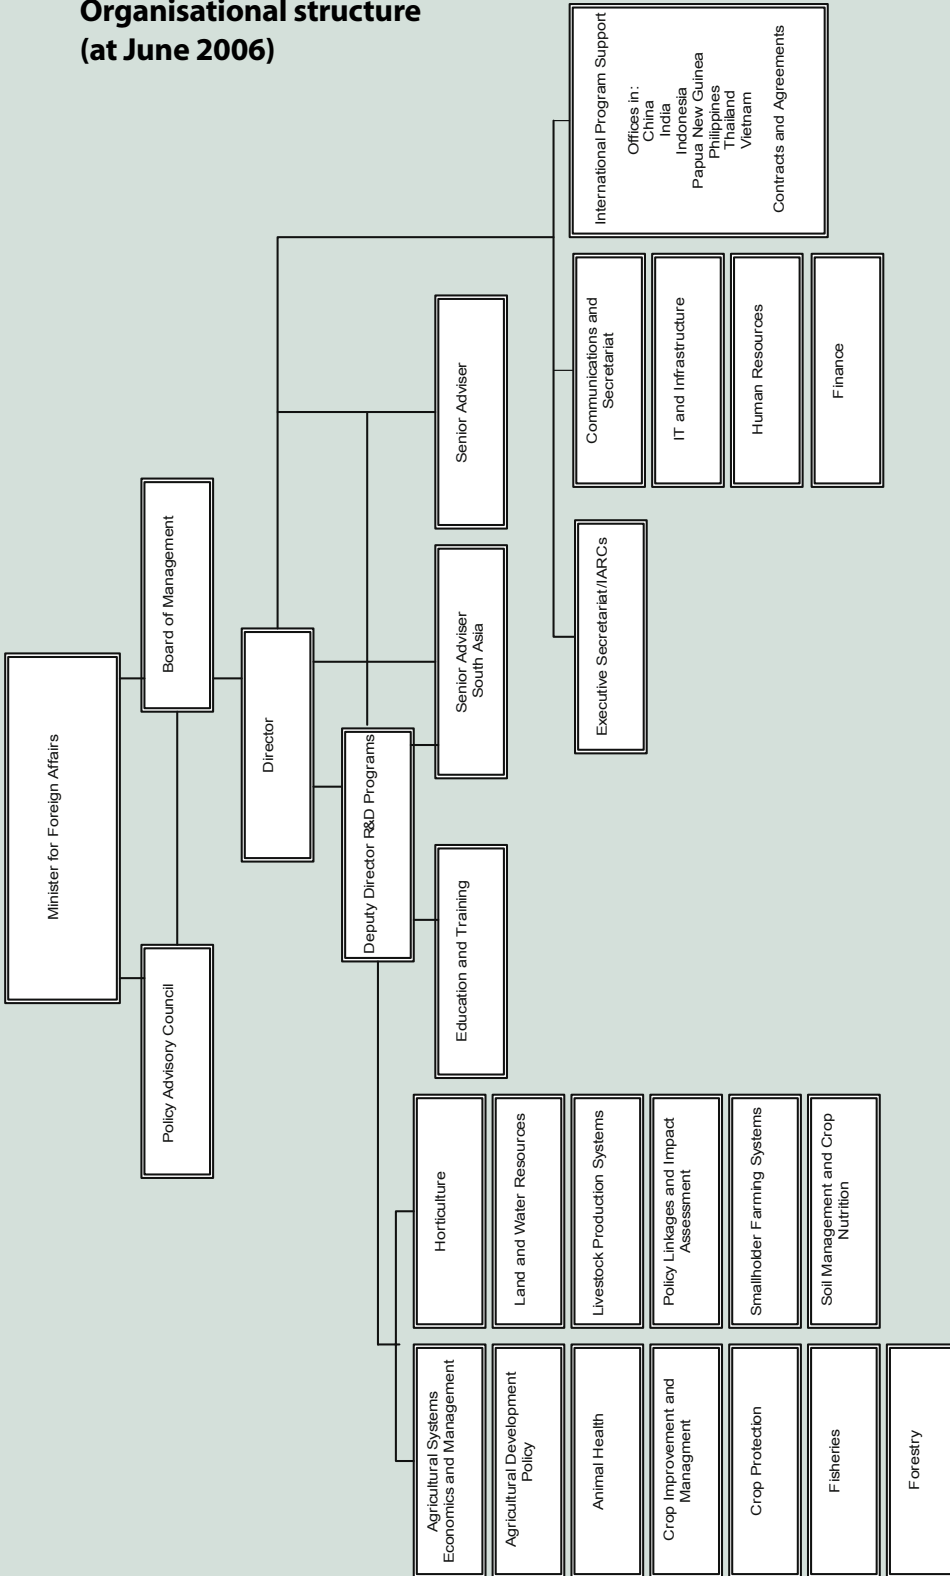 Organisational structure
(at June 2006)
Minister for Foreign Affairs
Policy Advisory Council
Board of Management
Director
Deputy Director R&D Programs
Education and Training
Senior Adviser
South Asia
Senior Adviser
Agricultural Systems
Economics and Management
Agricultural Development
Policy
Animal Health
Crop Improvement and
Managment
Crop Protection
Fisheries
Forestry
Horticulture
Land and Water Resources
Livestock Production Systems
Policy Linkages and Impact
Assessment
Smallholder Farming Systems
Soil Management and Crop
Nutrition
Executive Secretariat/IARCs
Communications and
Secretariat
IT and Infrastructure
Human Resources
Finance
International Program Support
Offices in:
China
India
Indonesia
Papua New Guinea
Philippines
Thailand
Vietnam
Contracts and Agreements